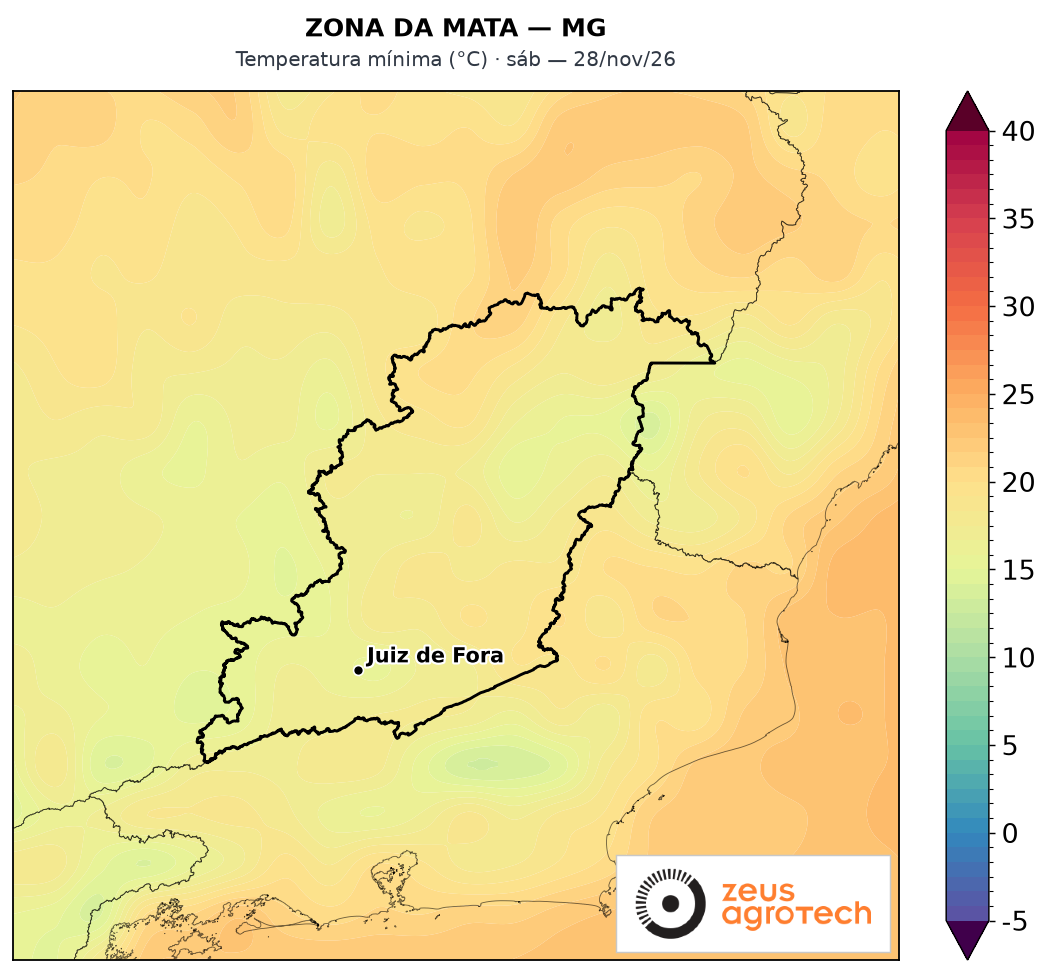 ZONA DA MATA — MG
Temperatura mínima (°C) · sáb — 28/nov/26
40
35
30
25
20
15
10
5
0
-5
Juiz de Fora
zeus
agrotech